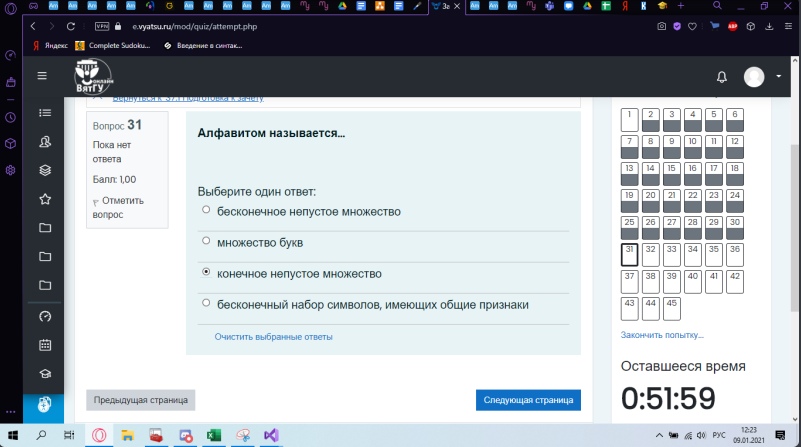 e.vyatsu.ru/mod/quiz/attempt.php
VPN
Яндекс
Complete Sudoku...
Введение в синтак...
онлайн
ВятГУ
Вернуться к 37.1 Подготовка к зачету
Вопрос 31
Пока нет
ответа
Балл: 1,00
Отметить
вопрос
Алфавитом называется...
Выберите один ответ:
бесконечное непустое множество
множество букв
конечное непустое множество
бесконечный набор символов, имеющих общие признаки
Очистить выбранные ответы
Предыдущая страница
Следующая страница
1 2 3 4 5 6
7 8 9 10 11 12
13 14 15 16 17 18
19 20 21 22 23 24
25 26 27 28 29 30
31 32 33 34 35 36
37 38 39 40 41 42
43 44 45
Закончить попытку...
Оставшееся время
0:51:59
РУС
12:23
09.01.2021